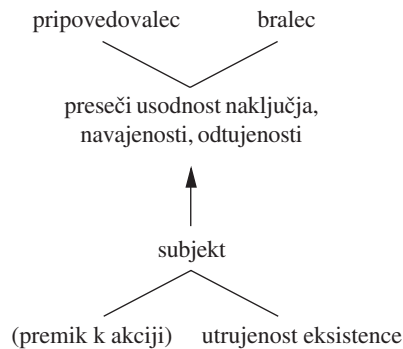 pripovedovalec bralec
preseči usodnost naključja,
navajenosti, odtujenosti
subjekt
(premik k akciji) utrujenost eksistence